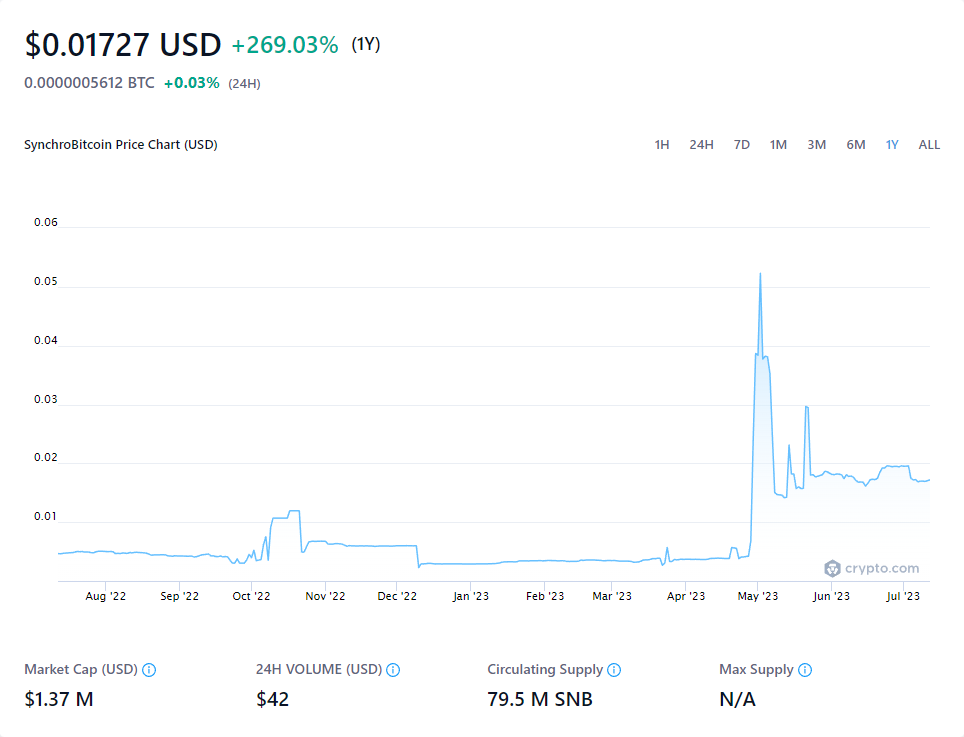 $0.01727 USD +269.03% (1Y)
0.0000005612 BTC +0.03% (24H)
SynchroBitcoin Price Chart (USD) 1H 24H 7D 1M 3M 6M 1Y ALL
0.06
0.05
0.04
0.03
0.02
0.01
crypto.com
Aug '22 Sep '22 Oct '22 Nov '22 Dec '22 Jan '23 Feb '23 Mar '23 Apr '23 May '23 Jun '23 Jul '23
Market Cap (USD) 24H VOLUME (USD) Circulating Supply Max Supply
$1.37 M $42 79.5 M SNB N/A